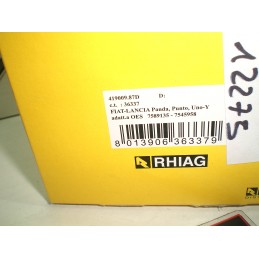 419009.87D D:
c.t. : 36337
FIAT-LANCIA Panda, Punto, Uno-Y
adatt.a OES 7589135 - 7545958
8 013906 363379
RHIAG
12275